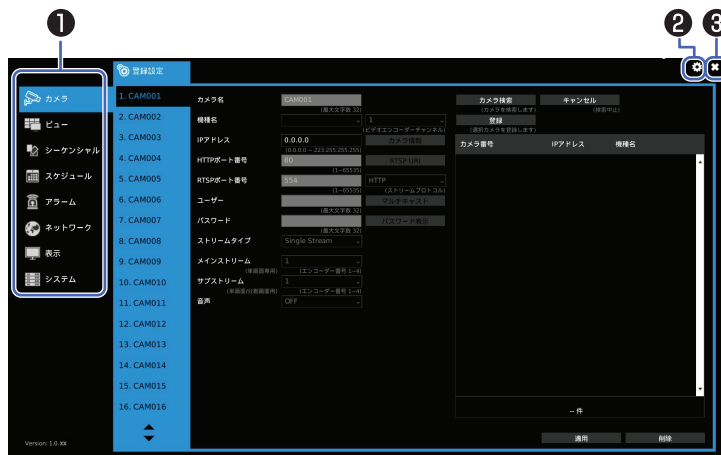 1 2 3
登録設定
カメラ
ビュー
シーケンシャル
スケジュール
アラーム
ネットワーク
表示
システム
Version: 1.0.xx
1. CAM001
2. CAM002
3. CAM003
4. CAM004
5. CAM005
6. CAM006
7. CAM007
8. CAM008
9. CAM009
10. CAM010
11. CAM011
12. CAM012
13. CAM013
14. CAM014
15. CAM015
16. CAM016
カメラ名 CAM001
(最大文字数 32)
機種名 1
(ビデオエンコーダーチャンネル)
IPアドレス 0.0.0.0 カメラ情報
(0.0.0.0 ~ 223.255.255.255)
HTTPポート番号 80 RTSP URI
(1~65535)
RTSPポート番号 554 HTTP
(1~65535) (ストリームプロトコル)
ユーザー マルチキャスト
(最大文字数 32)
パスワード パスワード表示
(最大文字数 32)
ストリームタイプ Single Stream
メインストリーム 1
(単画面専用) (エンコーダー番号 1~4)
サブストリーム 1
(単画面/分割画面用) (エンコーダー番号 1~4)
音声 OFF
カメラ検索 キャンセル
(カメラを検索します) (検索中止)
登録
(選択カメラを登録します)
カメラ番号 IPアドレス 機種名
-- 件
適用 削除